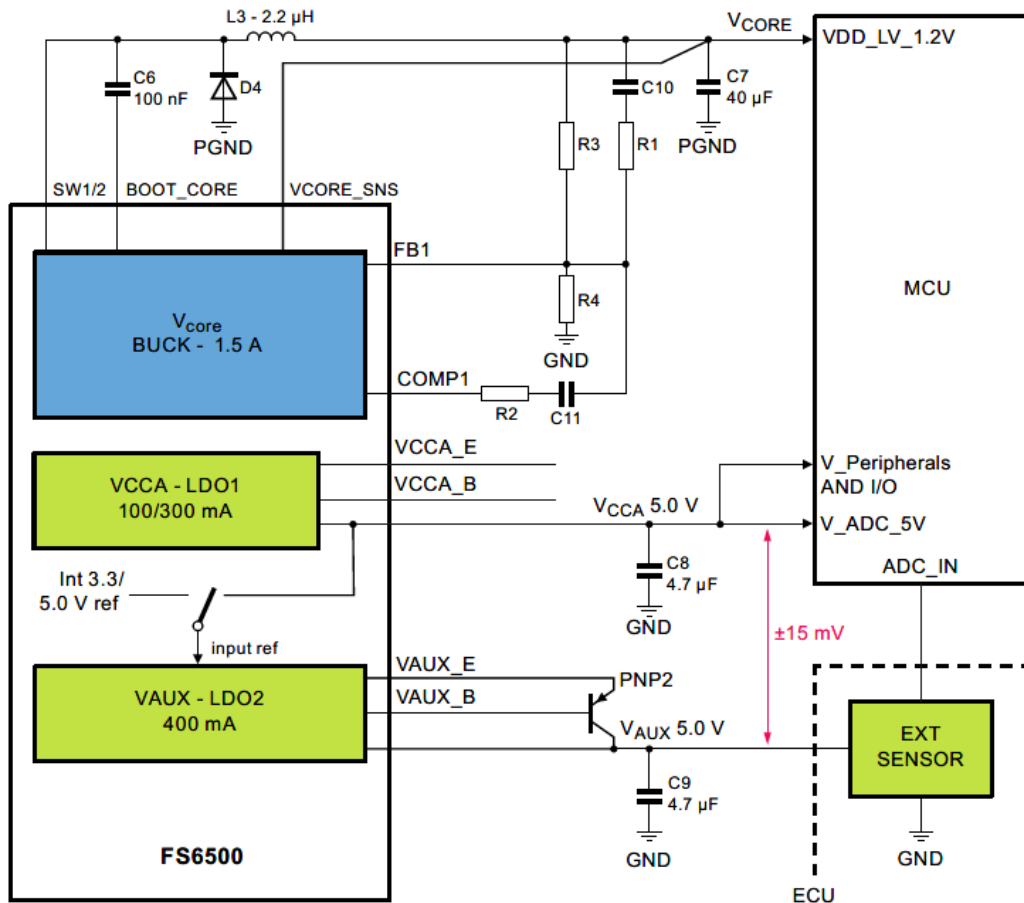 L3 - 2.2 µH
VCORE
VDD_LV_1.2V
C6
100 nF
D4
PGND
C10
C7
40 µF
PGND
R3
R1
SW1/2
BOOT_CORE
VCORE_SNS
FB1
Vcore
BUCK - 1.5 A
R4
GND
MCU
COMP1
R2
C11
VCCA - LDO1
100/300 mA
VCCA_E
VCCA_B
VCCA 5.0 V
V_Peripherals
AND I/O
V_ADC_5V
ADC_IN
C8
4.7 µF
GND
Int 3.3/
5.0 V ref
input ref
±15 mV
VAUX - LDO2
400 mA
VAUX_E
VAUX_B
PNP2
VAUX 5.0 V
EXT
SENSOR
C9
4.7 µF
GND
GND
FS6500
ECU